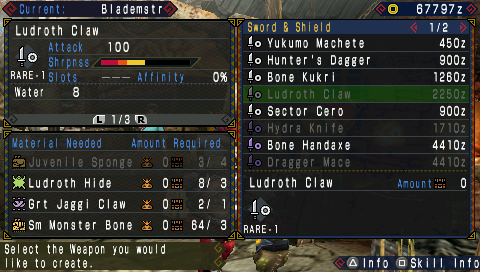 Current: Blademstr
67797z
Ludroth Claw
Attack 100
Shrpnss
RARE-1 Slots --- Affinity 0%
Water 8
L 1/3 R
Material Needed Amount Required
Juvenile Sponge 0 3/ 4
Ludroth Hide 0 8/ 3
Grt Jaggi Claw 0 2/ 1
Sm Monster Bone 0 64/ 3
Select the Weapon you would
like to create.
Sword & Shield 1/2
Yukumo Machete 450z
Hunter's Dagger 900z
Bone Kukri 1260z
Ludroth Claw 2250z
Sector Cero 900z
Hydra Knife 1710z
Bone Handaxe 4410z
Dragger Mace 4410z
Ludroth Claw Amount 0
RARE-1
Info Skill Info